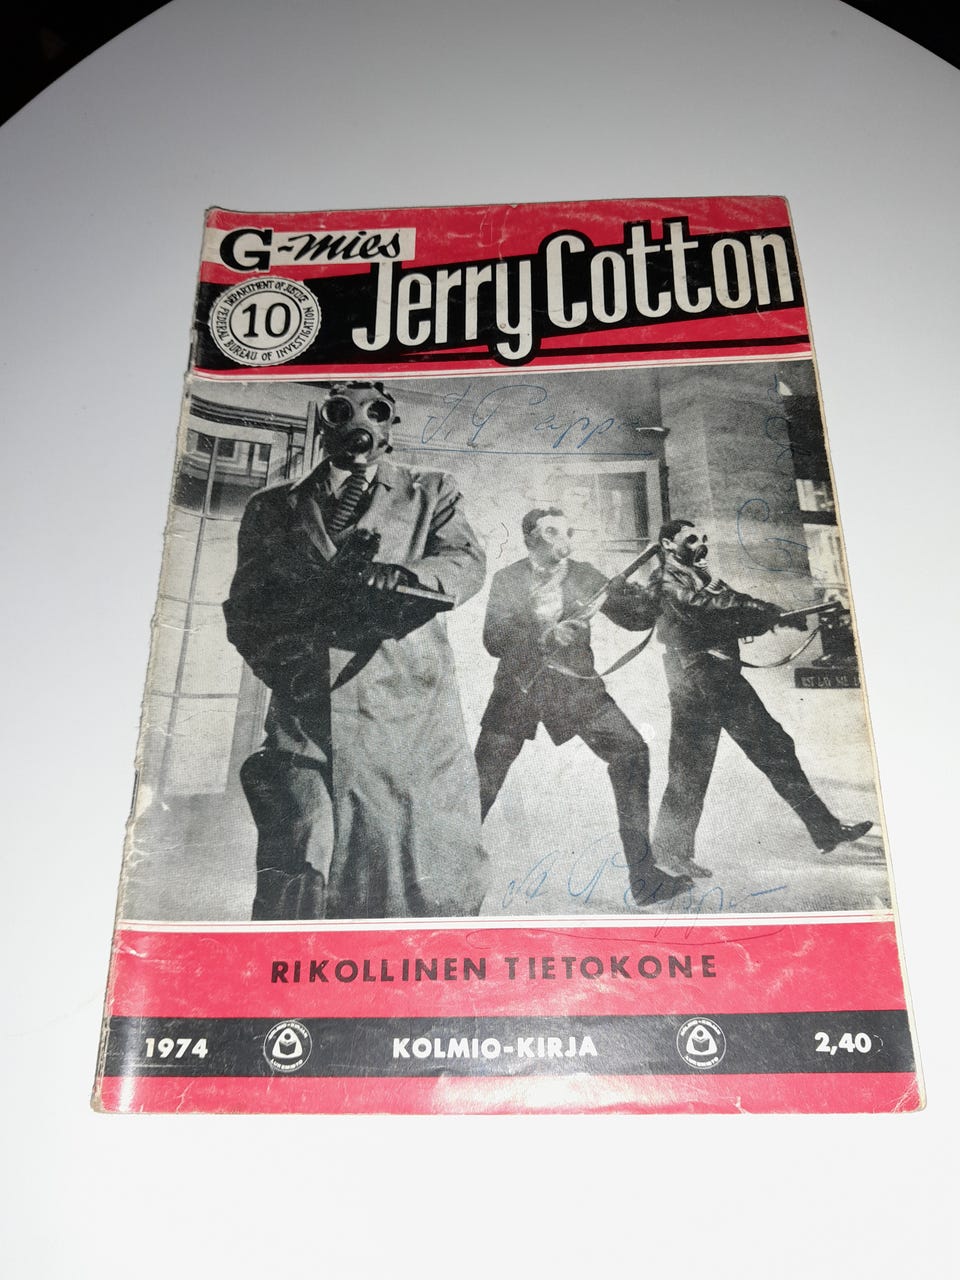 G-mies
Jerry Cotton
DEPARTMENT OF JUSTICE
10
FEDERAL BUREAU OF INVESTIGATION
RIKOLLINEN TIETOKONE
1974
KOLMIO-KIRJA
2,40